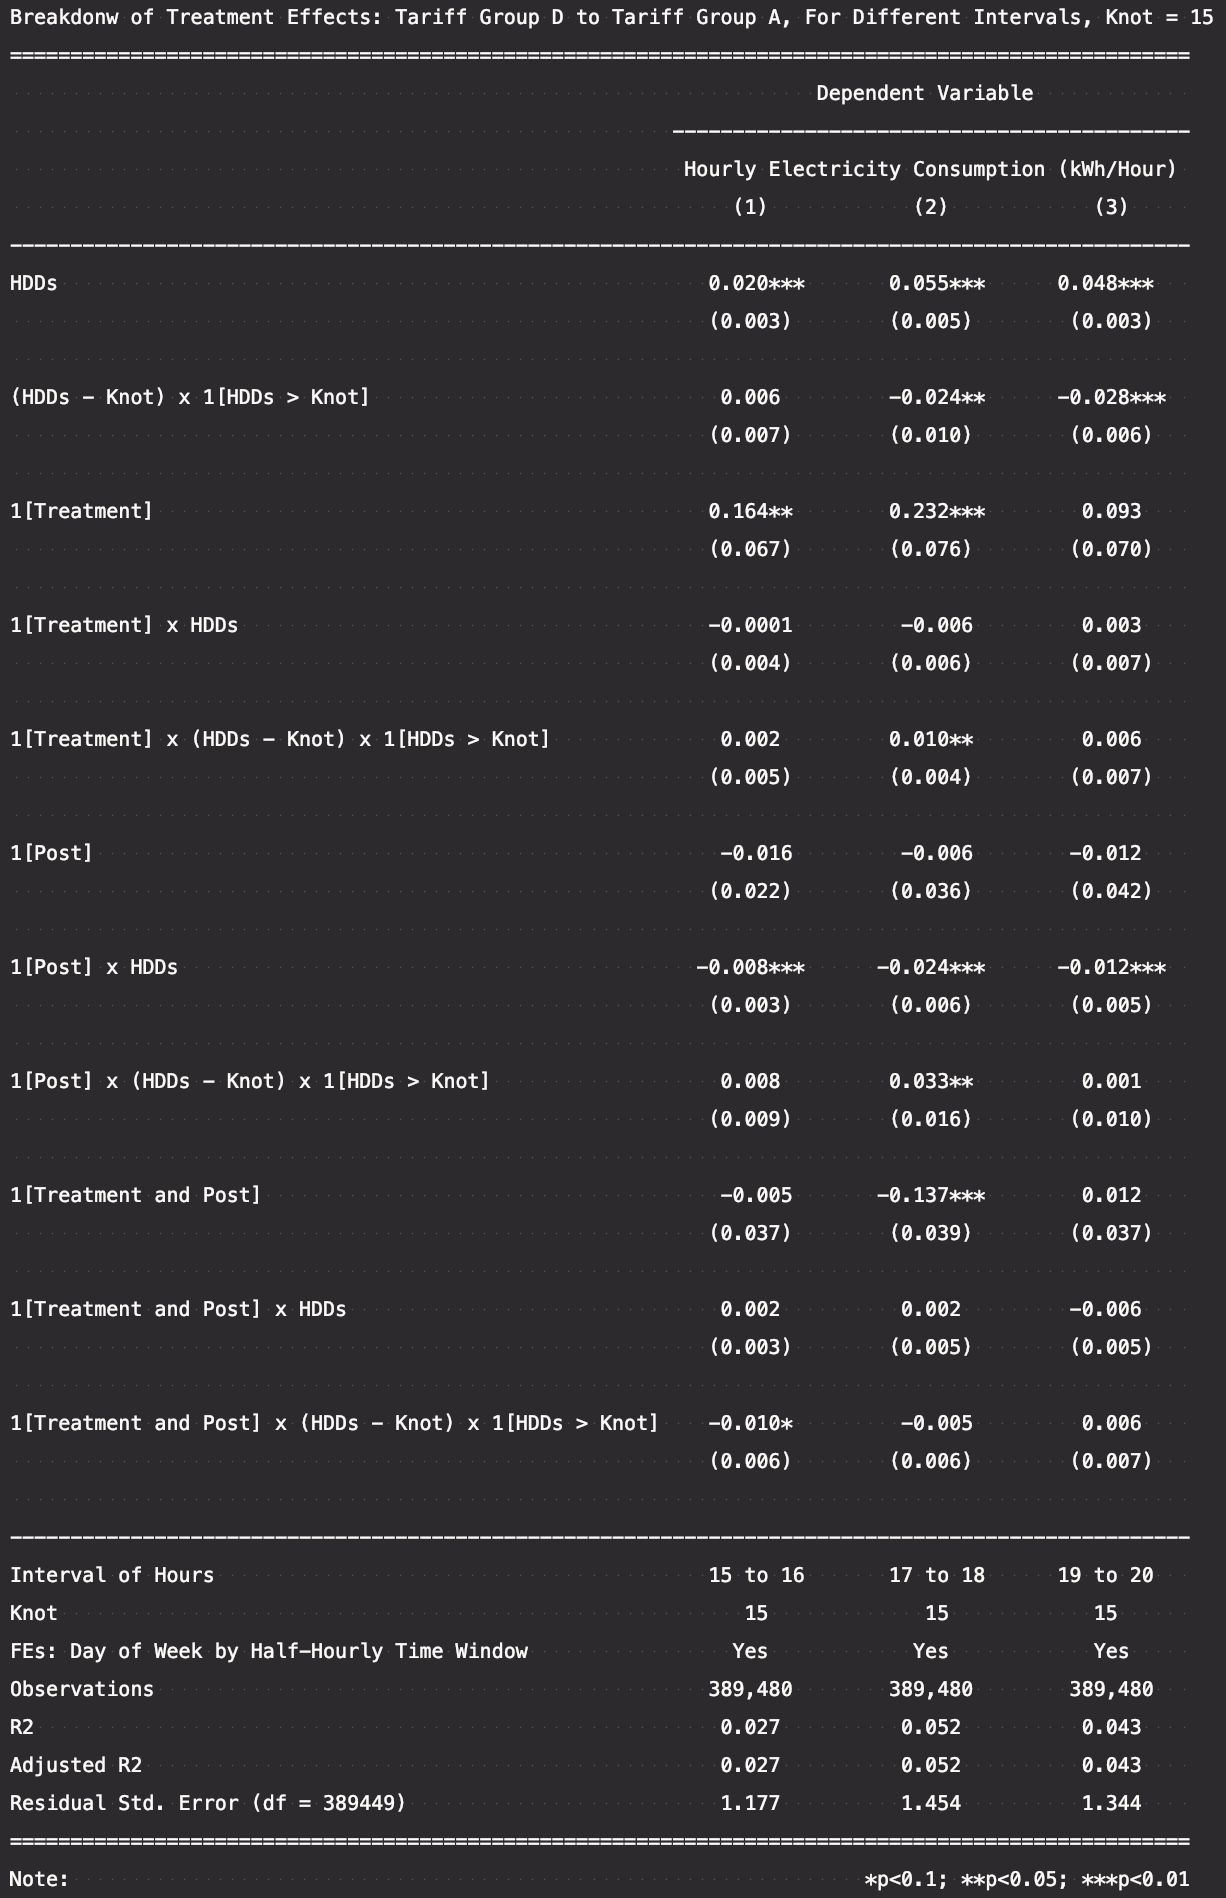 Breakdonw of Treatment Effects: Tariff Group D to Tariff Group A, For Different Intervals, Knot = 15
Dependent Variable
Hourly Electricity Consumption (kWh/Hour)
(1) (2) (3)
HDDs 0.020*** 0.055*** 0.048***
(0.003) (0.005) (0.003)
(HDDs - Knot) x 1[HDDs > Knot] 0.006 -0.024** -0.028***
(0.007) (0.010) (0.006)
1[Treatment] 0.164** 0.232*** 0.093
(0.067) (0.076) (0.070)
1[Treatment] x HDDs -0.0001 -0.006 0.003
(0.004) (0.006) (0.007)
1[Treatment] x (HDDs - Knot) x 1[HDDs > Knot] 0.002 0.010** 0.006
(0.005) (0.004) (0.007)
1[Post] -0.016 -0.006 -0.012
(0.022) (0.036) (0.042)
1[Post] x HDDs -0.008*** -0.024*** -0.012***
(0.003) (0.006) (0.005)
1[Post] x (HDDs - Knot) x 1[HDDs > Knot] 0.008 0.033** 0.001
(0.009) (0.016) (0.010)
1[Treatment and Post] -0.005 -0.137*** 0.012
(0.037) (0.039) (0.037)
1[Treatment and Post] x HDDs 0.002 0.002 -0.006
(0.003) (0.005) (0.005)
1[Treatment and Post] x (HDDs - Knot) x 1[HDDs > Knot] -0.010* -0.005 0.006
(0.006) (0.006) (0.007)
Interval of Hours 15 to 16 17 to 18 19 to 20
Knot 15 15 15
FEs: Day of Week by Half-Hourly Time Window Yes Yes Yes
Observations 389,480 389,480 389,480
R2 0.027 0.052 0.043
Adjusted R2 0.027 0.052 0.043
Residual Std. Error (df = 389449) 1.177 1.454 1.344
Note: *p<0.1; **p<0.05; ***p<0.01